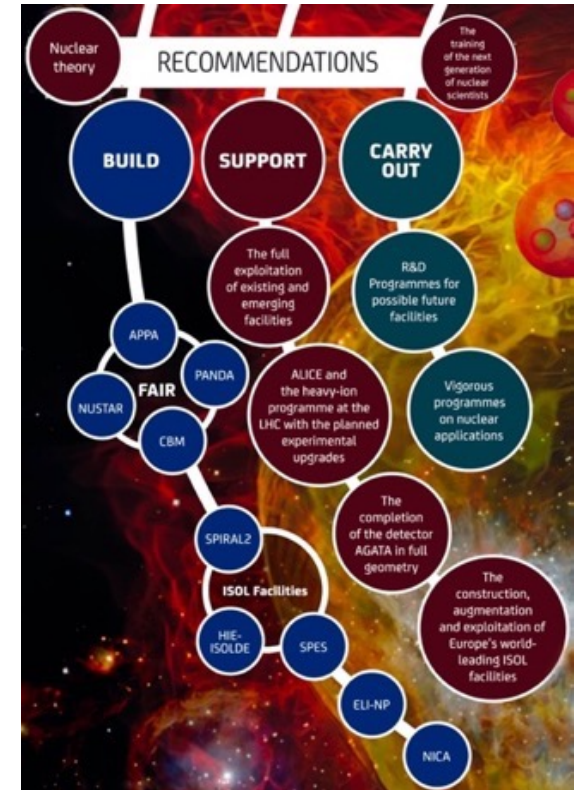 Nuclear
theory
RECOMMENDATIONS
The
training
of the next
generation
of nuclear
scientists
BUILD
SUPPORT
CARRY
OUT
The full
exploitation
of existing and
emerging
facilities
R&D
Programmes for
possible future
facilities
APPA
PANDA
FAIR
NUSTAR
CBM
ALICE and
the heavy-ion
programme at the
LHC with the planned
experimental
upgrades
Vigorous
programmes
on nuclear
applications
SPIRAL2
ISOL Facilities
HIE-
ISOLDE
SPES
The
completion
of the detector
AGATA in full
geometry
The
construction,
augmentation
and exploitation of
Europe's world-
leading ISOL
facilities
ELI-NP
NICA